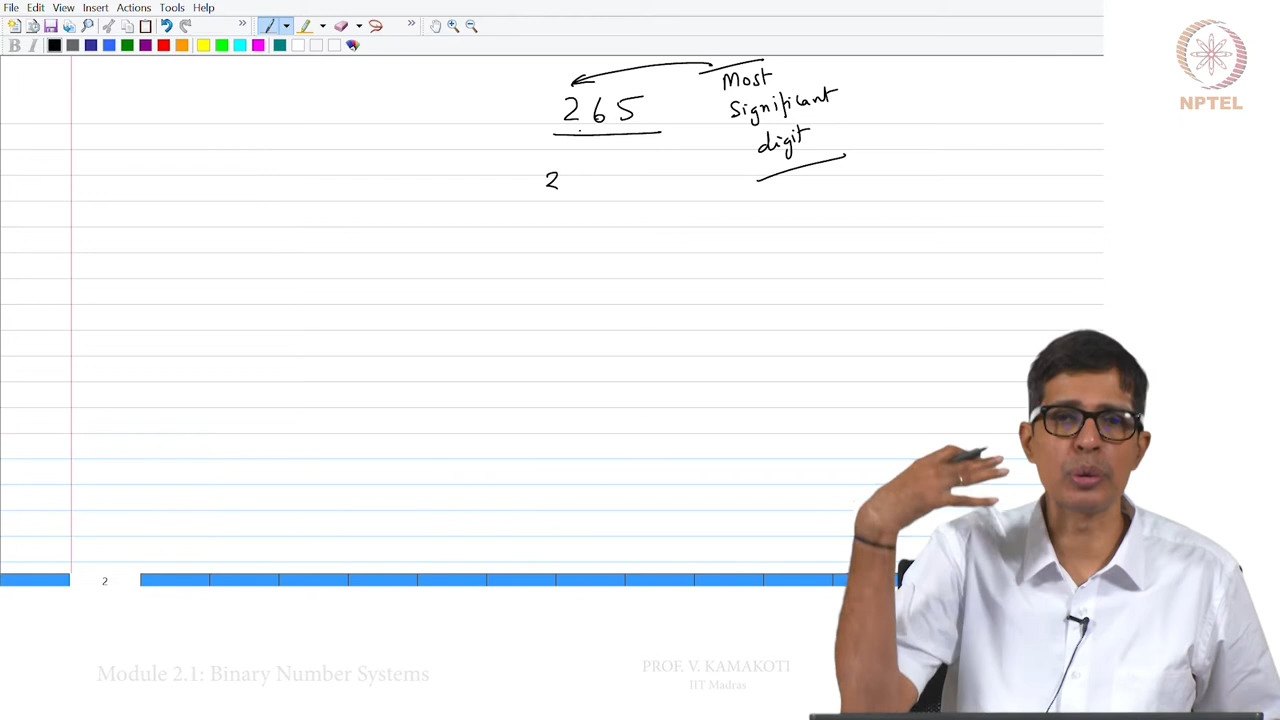 File Edit View Insert Actions Tools Help
B I
NPTEL
265
Most
Significant
digit
2
2
Module 2.1: Binary Number Systems
PROF. V. KAMAKOTI
IIT Madras